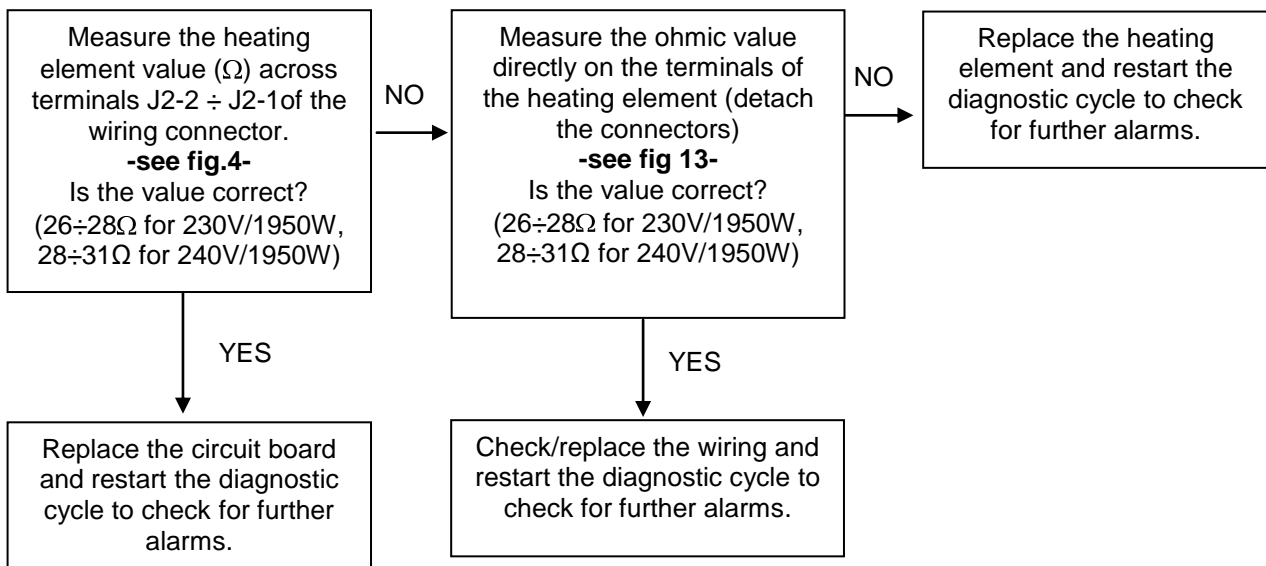 Measure the heating
element value (Ω) across
terminals J2-2 ÷ J2-1of the
wiring connector.
-see fig.4-
Is the value correct?
(26÷28Ω for 230V/1950W,
28÷31Ω for 240V/1950W)
NO
Measure the ohmic value
directly on the terminals of
the heating element (detach
the connectors)
-see fig 13-
Is the value correct?
(26÷28Ω for 230V/1950W,
28÷31Ω for 240V/1950W)
NO
Replace the heating
element and restart the
diagnostic cycle to check
for further alarms.
YES
YES
Replace the circuit board
and restart the diagnostic
cycle to check for further
alarms.
Check/replace the wiring and
restart the diagnostic cycle to
check for further alarms.